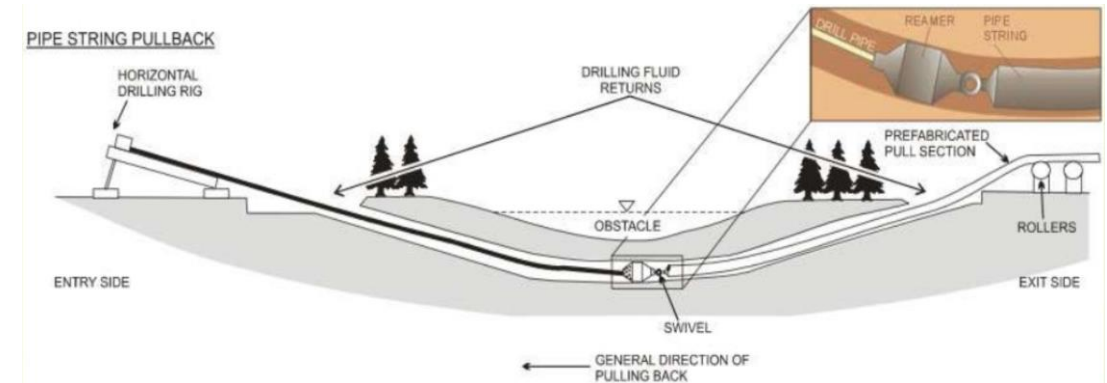 REAMER
PIPE
STRING
DRILL PIPE
PIPE STRING PULLBACK
HORIZONTAL
DRILLING RIG
DRILLING FLUID
RETURNS
PREFABRICATED
PULL SECTION
OBSTACLE
ROLLERS
ENTRY SIDE
EXIT SIDE
SWIVEL
GENERAL DIRECTION OF
PULLING BACK